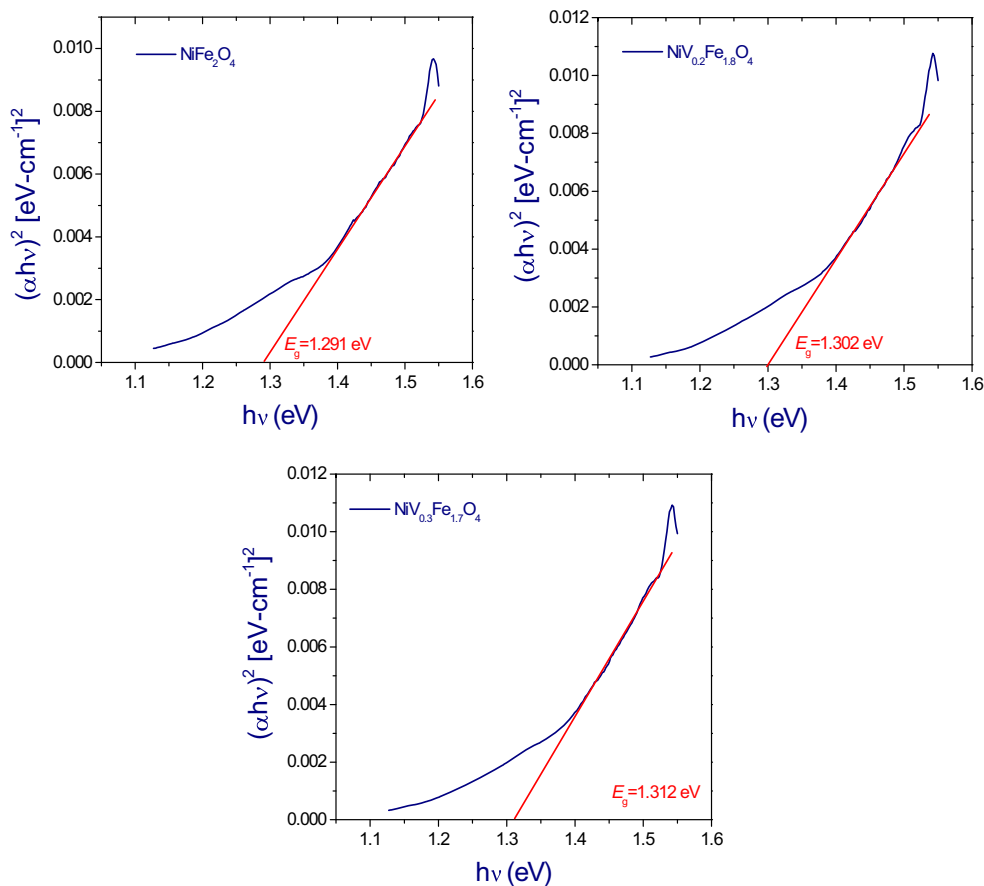 NiFe₂O₄
(αhν)² [eV-cm⁻¹]²
0.010
0.008
0.006
0.004
0.002
0.000
E_g=1.291 eV
1.1 1.2 1.3 1.4 1.5 1.6
hν (eV)
NiV₀.₂Fe₁.₈O₄
(αhν)² [eV-cm⁻¹]²
0.012
0.010
0.008
0.006
0.004
0.002
0.000
E_g=1.302 eV
1.1 1.2 1.3 1.4 1.5 1.6
hν (eV)
NiV₀.₃Fe₁.₇O₄
(αhν)² [eV-cm⁻¹]²
0.012
0.010
0.008
0.006
0.004
0.002
0.000
E_g=1.312 eV
1.1 1.2 1.3 1.4 1.5 1.6
hν (eV)